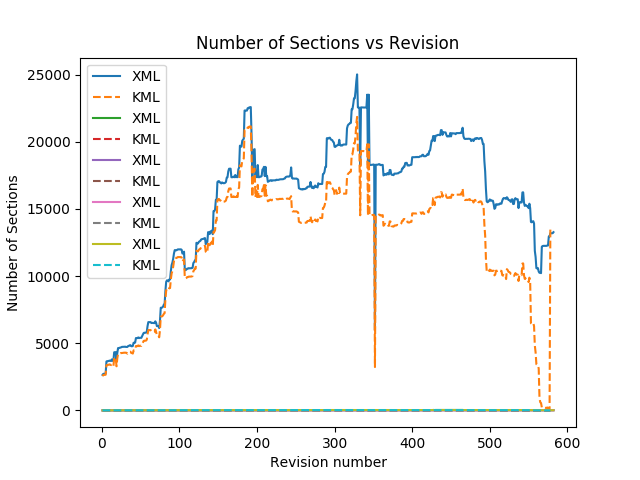 Number of Sections vs Revision
Number of Sections
25000
20000
15000
10000
5000
0
XML
KML
XML
KML
XML
KML
XML
KML
XML
KML
0 100 200 300 400 500 600
Revision number